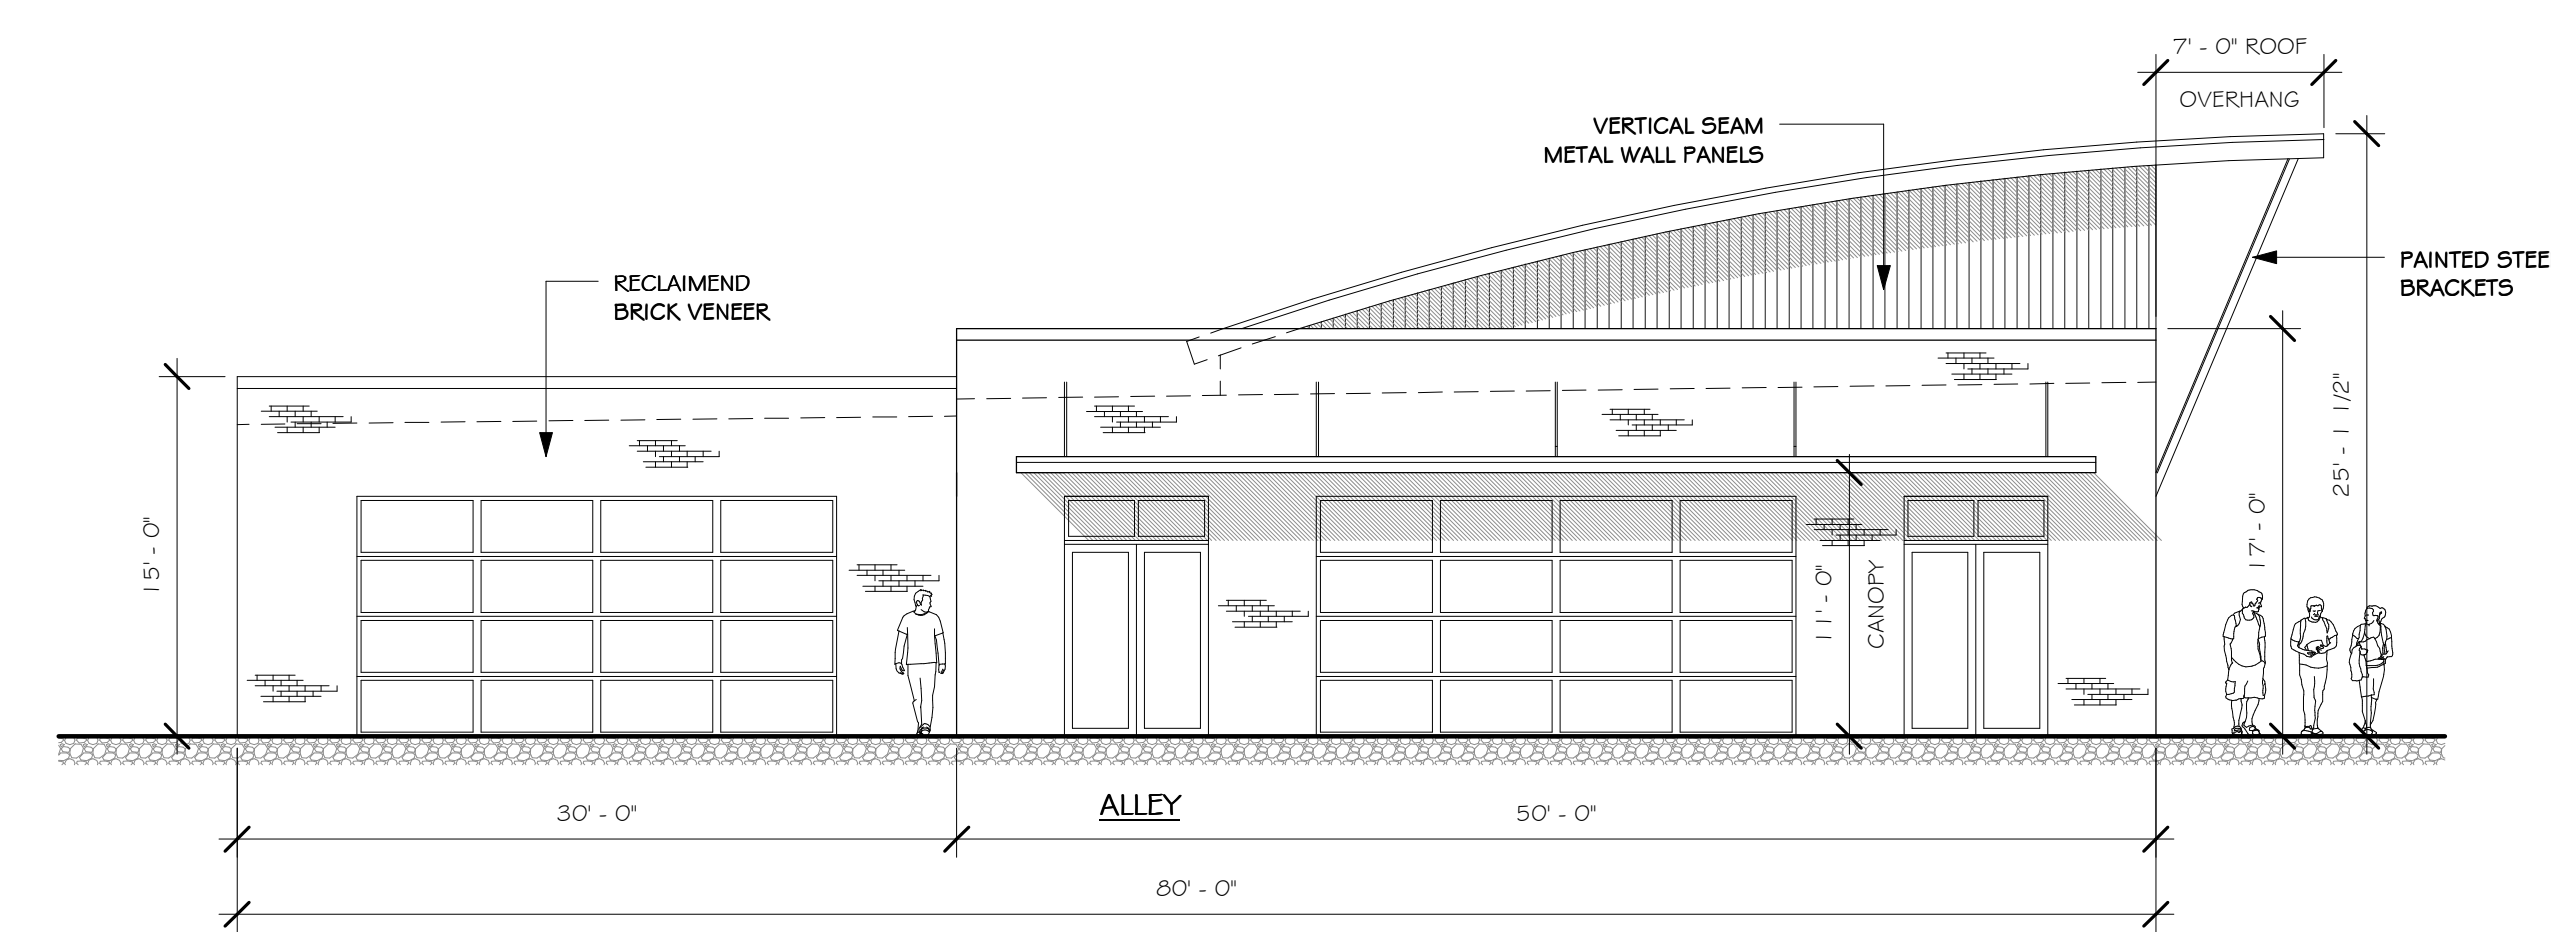 7' - 0" ROOF
OVERHANG
VERTICAL SEAM
METAL WALL PANELS
PAINTED STEE
BRACKETS
RECLAIMEND
BRICK VENEER
15' - 0"
25' - 1 1/2"
17' - 0"
11' - 0"
CANOPY
ALLEY
30' - 0"
50' - 0"
80' - 0"